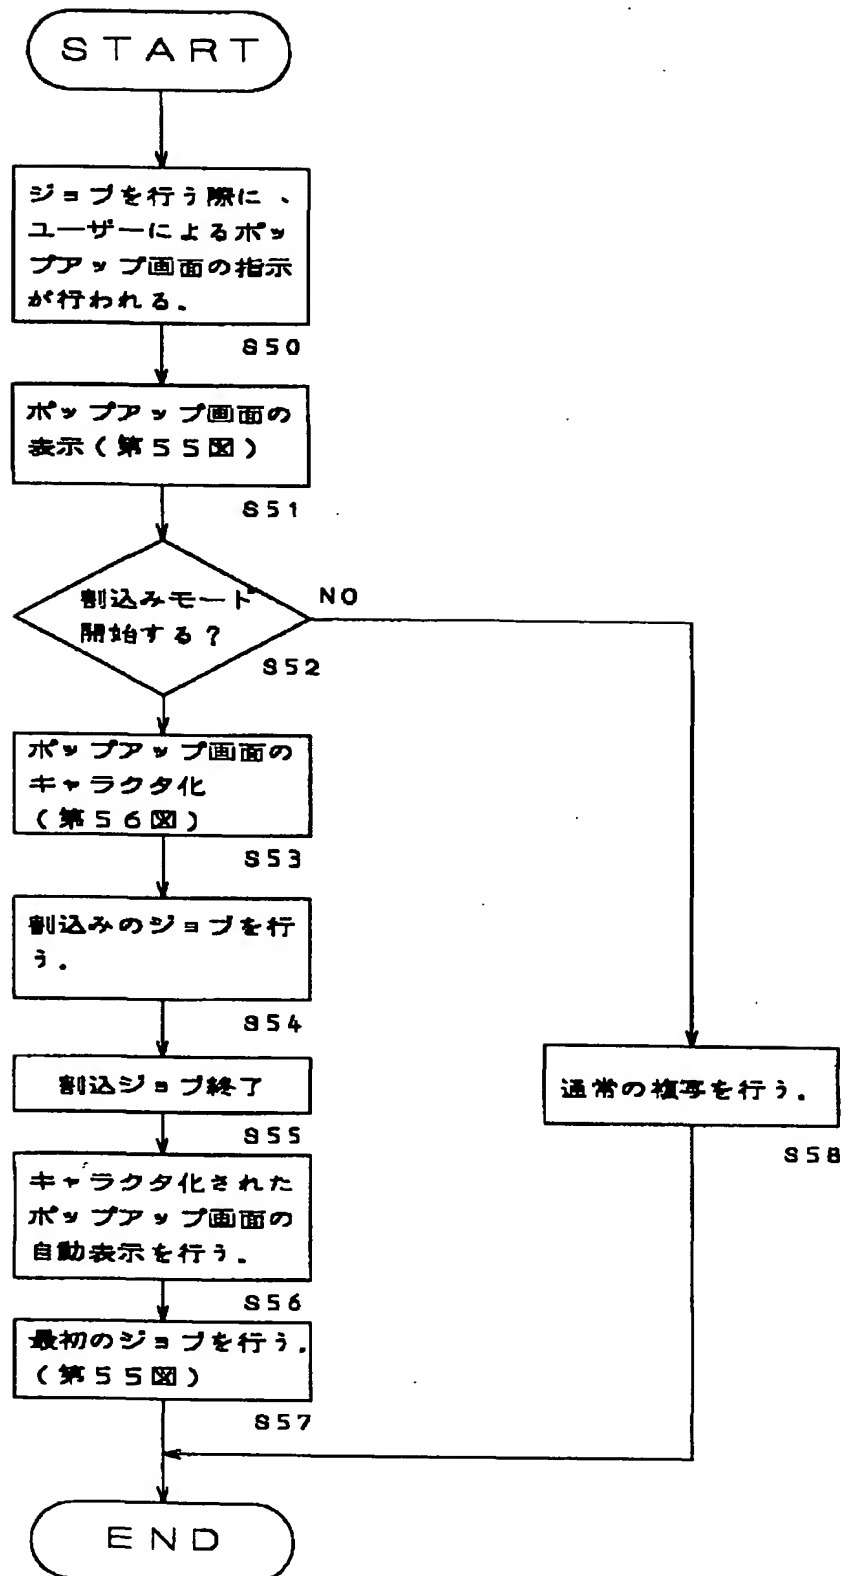 START
ジョブを行う際に、
ユーザーによるポッ
プアップ画面の指示
が行われる.
S50
ポップアップ画面の
表示(第55図)
S51
割込みモード
開始する?
NO
S52
ポップアップ画面の
キャラクタ化
(第56図)
S53
割込みのジョブを行
う.
S54
割込ジョブ終了
S55
通常の複写を行う.
S58
キャラクタ化された
ポップアップ画面の
自動表示を行う.
S56
最初のジョブを行う.
(第55図)
S57
END